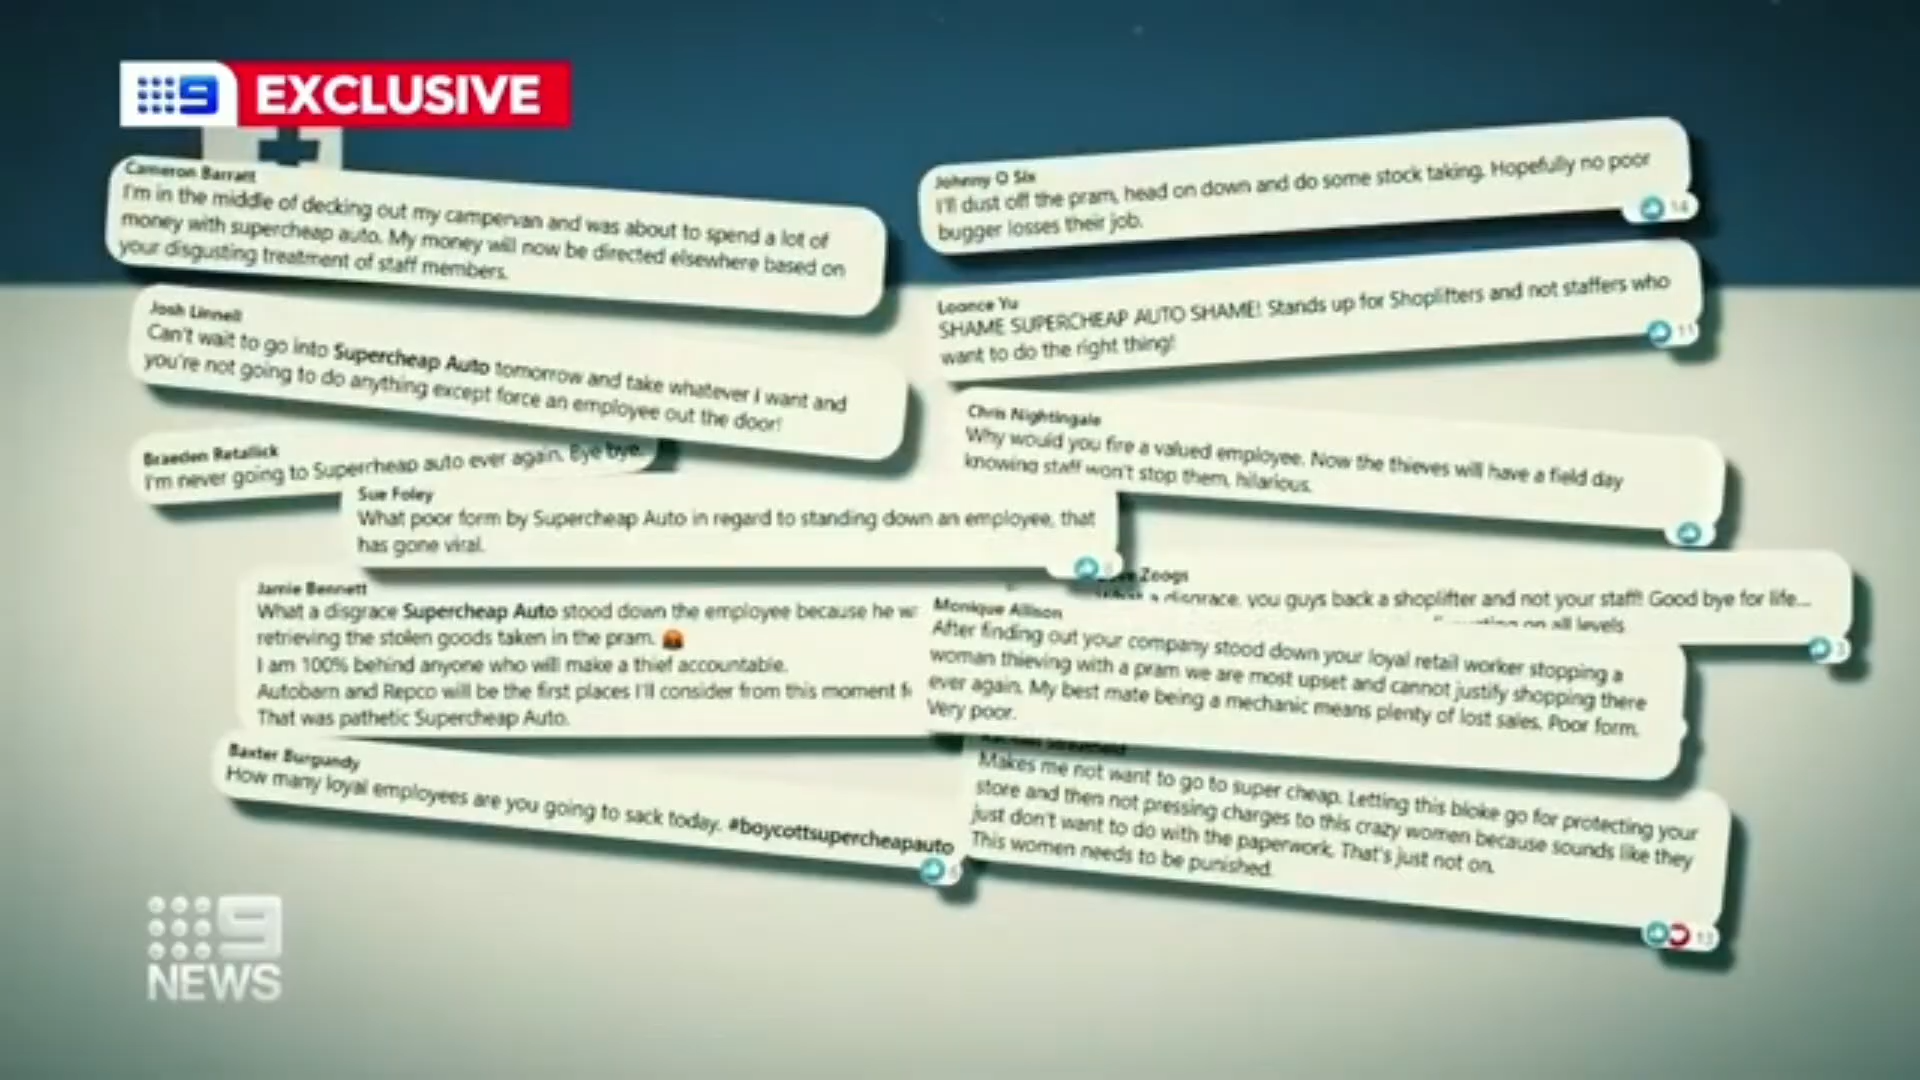 9 EXCLUSIVE
Cameron Barratt
I'm in the middle of decking out my campervan and was about to spend a lot of
money with supercheap auto. My money will now be directed elsewhere based on
your disgusting treatment of staff members.
Josh Linnell
Can't wait to go into Supercheap Auto tomorrow and take whatever I want and
you're not going to do anything except force an employee out the door!
Braeden Retallick
I'm never going to Supercheap auto ever again. Bye bye.
Sue Foley
What poor form by Supercheap Auto in regard to standing down an employee, that
has gone viral.
Jamie Bennett
What a disgrace Supercheap Auto stood down the employee because he w
retrieving the stolen goods taken in the pram. 🤬
I am 100% behind anyone who will make a thief accountable.
Autobarn and Repco will be the first places I'll consider from this moment f
That was pathetic Supercheap Auto.
Baxter Burgundy
How many loyal employees are you going to sack today. #boycottsupercheapauto
6
Johnny O Six
I'll dust off the pram, head on down and do some stock taking. Hopefully no poor
bugger losses their job.
14
Loance Yu
SHAME SUPERCHEAP AUTO SHAME! Stands up for Shoplifters and not staffers who
want to do the right thing!
11
Chris Nightingale
Why would you fire a valued employee. Now the thieves will have a field day
knowing staff won't stop them, hilarious.
Zoogs
What a disgrace, you guys back a shoplifter and not your staff! Good bye for life...
on all levels
3
Monique Allison
After finding out your company stood down your loyal retail worker stopping a
woman thieving with a pram we are most upset and cannot justify shopping there
ever again. My best mate being a mechanic means plenty of lost sales. Poor form.
Very poor.
Makes me not want to go to super cheap. Letting this bloke go for protecting your
store and then not pressing charges to this crazy women because sounds like they
just don't want to do with the paperwork. That's just not on.
This women needs to be punished.
13
9
NEWS